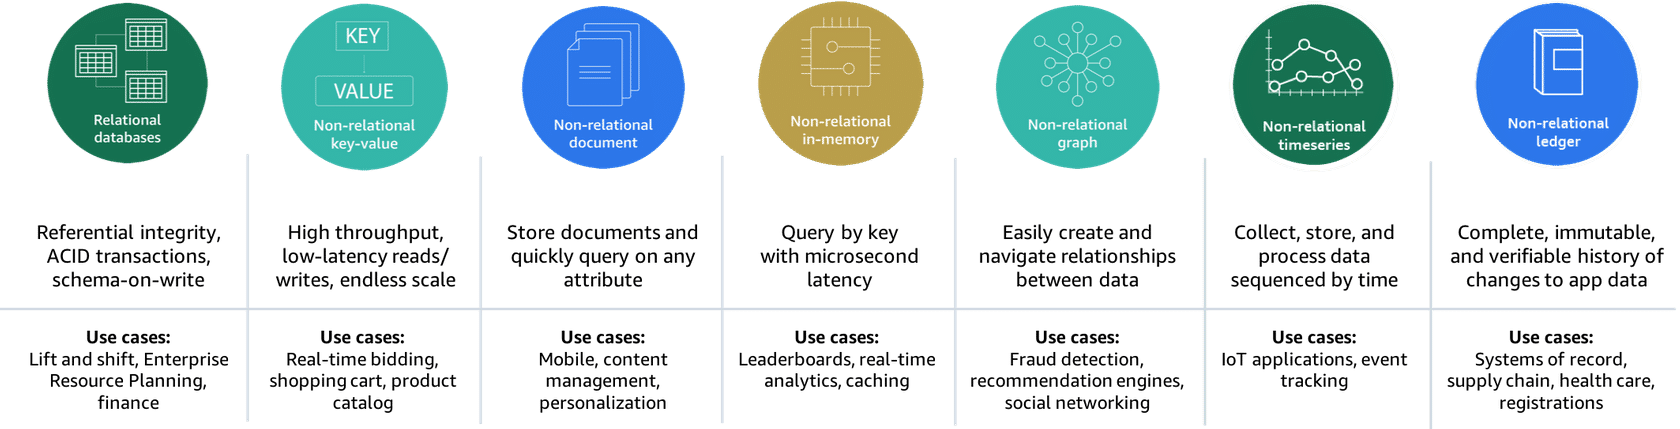 Relational
databases
KEY
VALUE
Non-relational
key-value
Non-relational
document
Non-relational
in-memory
Non-relational
graph
Non-relational
timeseries
Non-relational
ledger
Referential integrity,
ACID transactions,
schema-on-write
High throughput,
low-latency reads/
writes, endless scale
Store documents and
quickly query on any
attribute
Query by key
with microsecond
latency
Easily create and
navigate relationships
between data
Collect, store, and
process data
sequenced by time
Complete, immutable,
and verifiable history of
changes to app data
Use cases:
Lift and shift, Enterprise
Resource Planning,
finance
Use cases:
Real-time bidding,
shopping cart, product
catalog
Use cases:
Mobile, content
management,
personalization
Use cases:
Leaderboards, real-time
analytics, caching
Use cases:
Fraud detection,
recommendation engines,
social networking
Use cases:
IoT applications, event
tracking
Use cases:
Systems of record,
supply chain, health care,
registrations